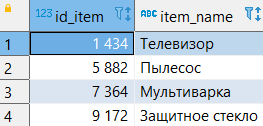 123 id_item ABC item_name
1 1 434 Телевизор
2 5 882 Пылесос
3 7 364 Мультиварка
4 9 172 Защитное стекло